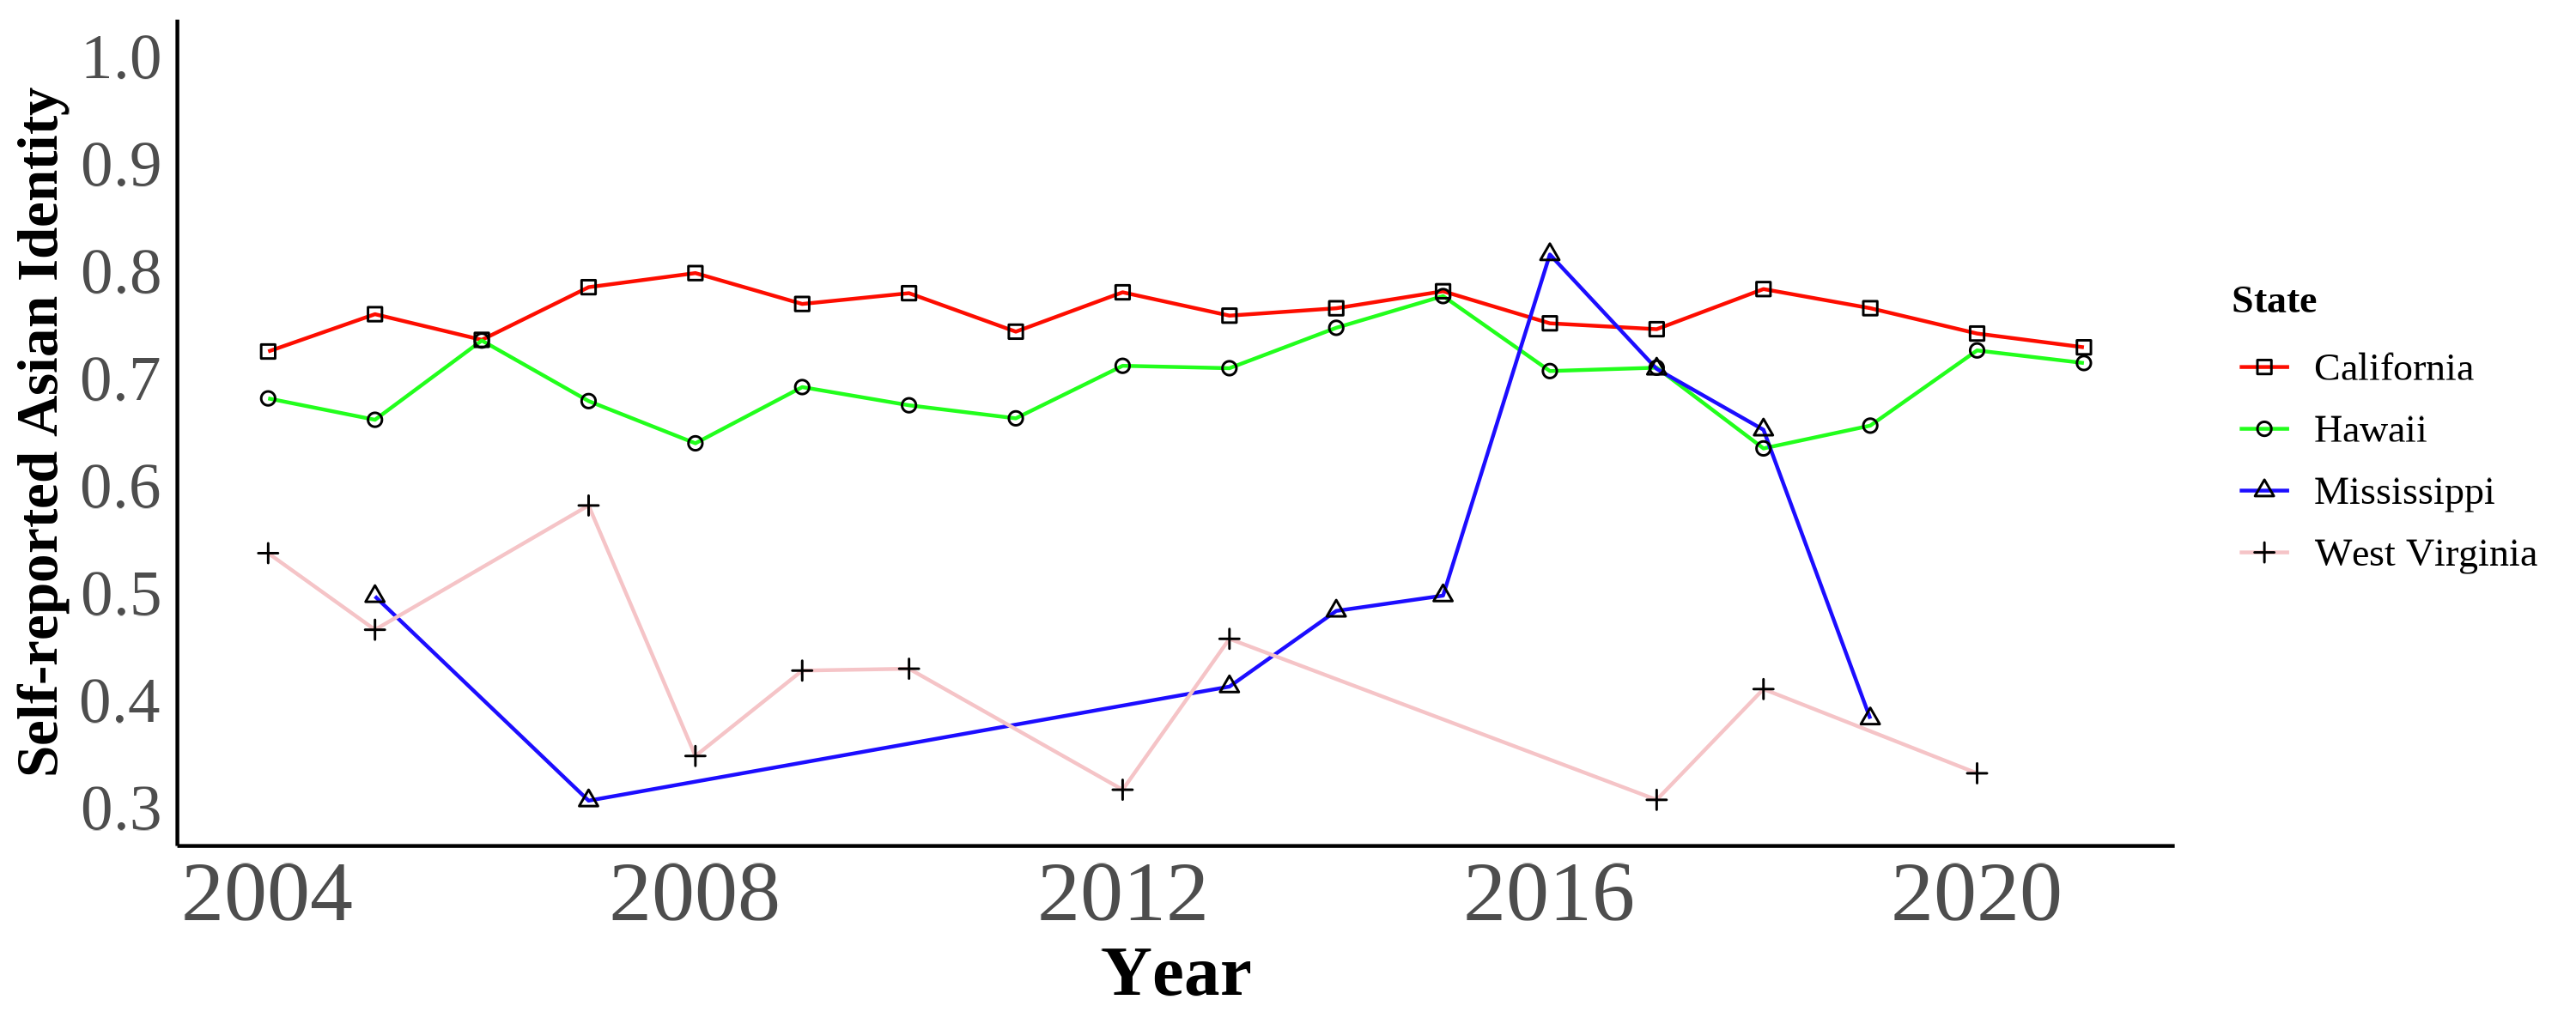 Self-reported Asian Identity
1.0
0.9
0.8
0.7
0.6
0.5
0.4
0.3
2004 2008 2012 2016 2020
Year
State
California
Hawaii
Mississippi
West Virginia